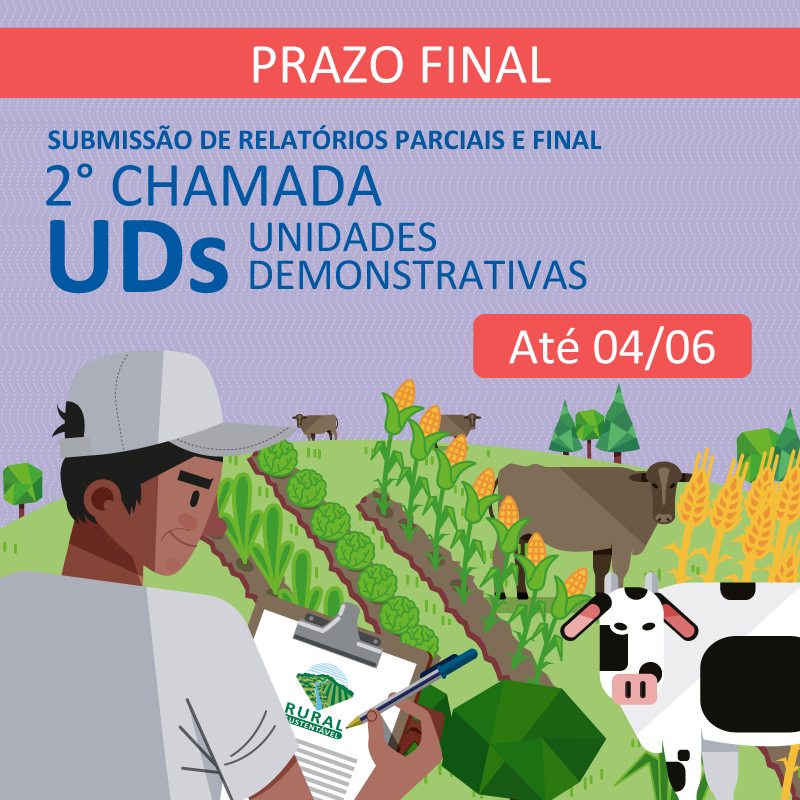 PRAZO FINAL
SUBMISSÃO DE RELATÓRIOS PARCIAIS E FINAL
2° CHAMADA
UDs UNIDADES
DEMONSTRATIVAS
Até 04/06
RURAL
SUSTENTÁVEL